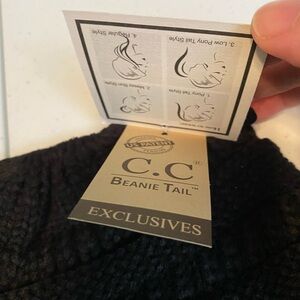 4. Regular Style
3. Low Pony Tail Style
2. Messy Bun Style
1. Pony Tail Style
U.S. PATENT
C.C
BEANIE TAIL™
EXCLUSIVES